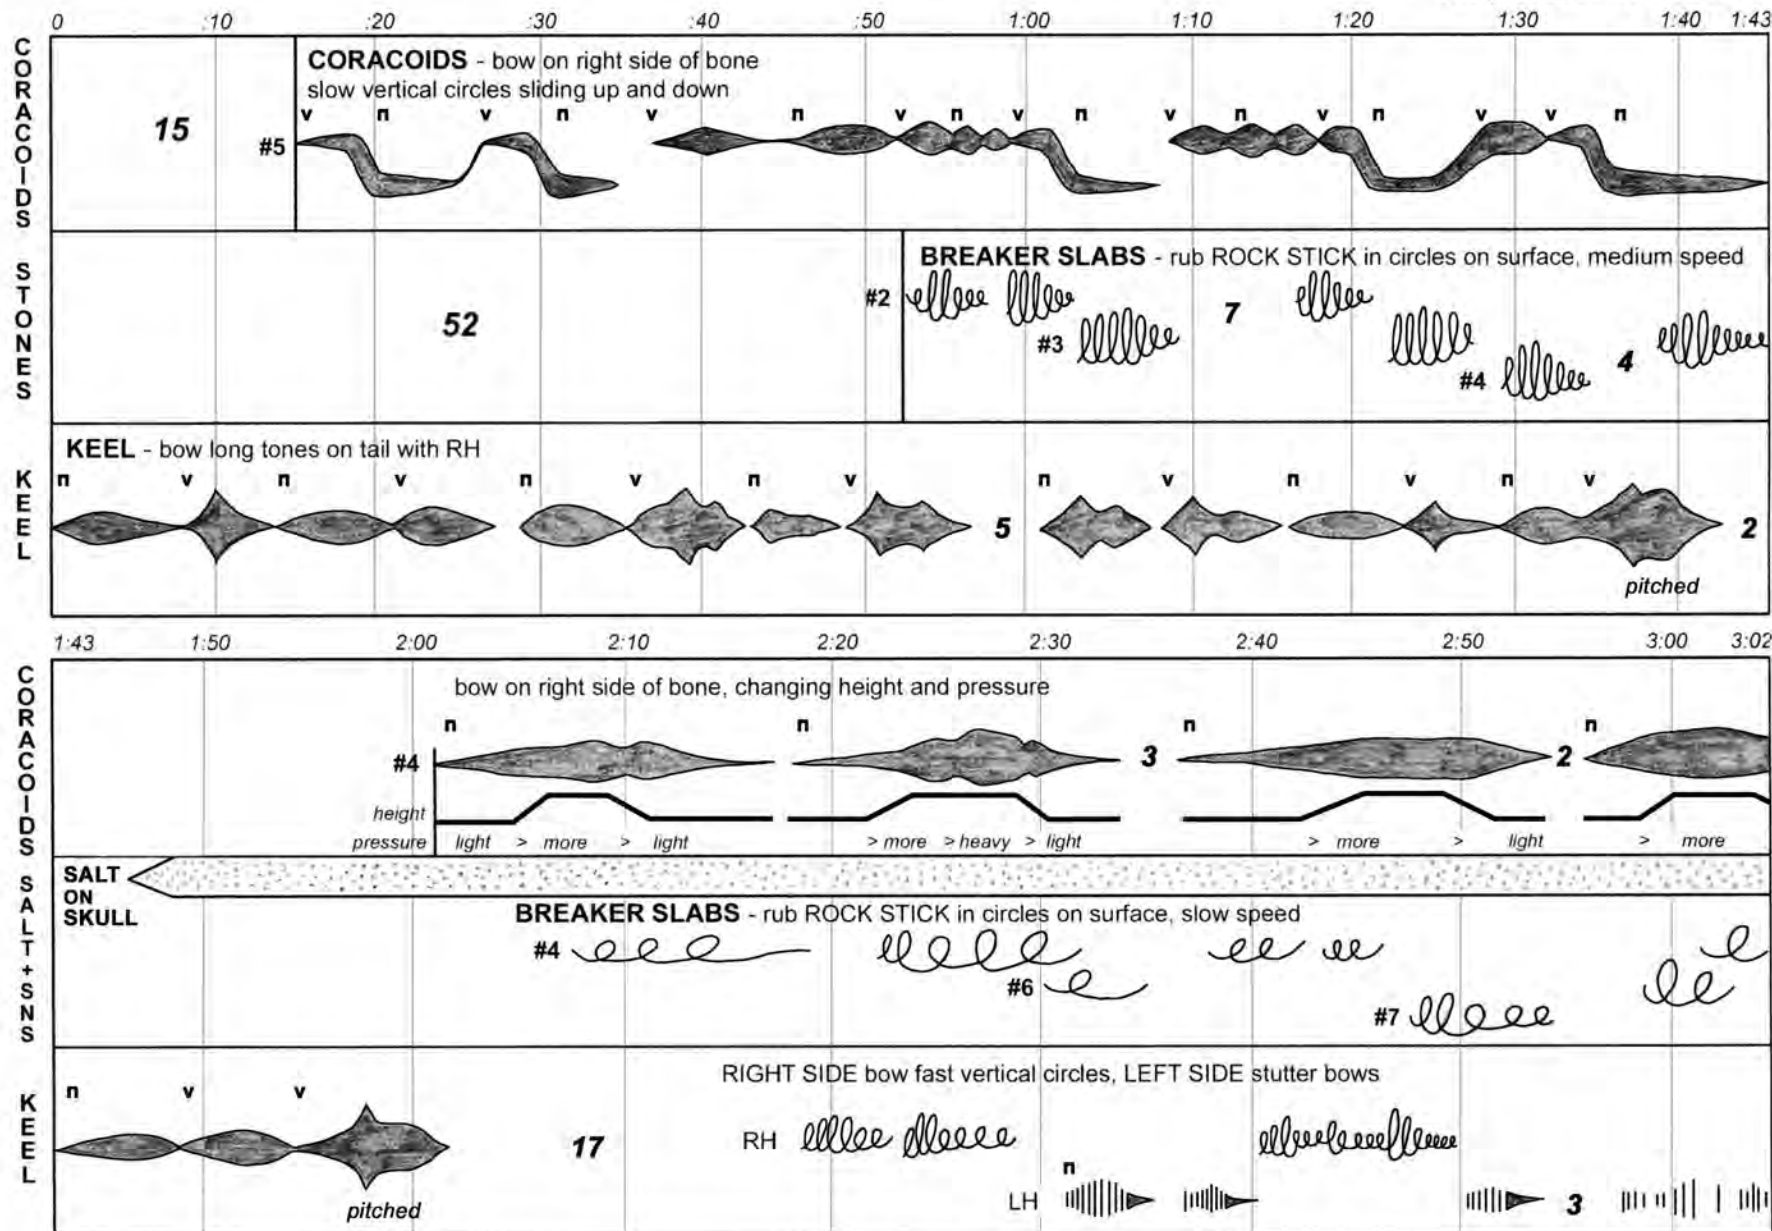 0 :10 :20 :30 :40 :50 1:00 1:10 1:20 1:30 1:40 1:43
CORACOIDS
CORACOIDS - bow on right side of bone
slow vertical circles sliding up and down
v n v n v n v n v n v n v n v v n
15
#5
STONES
BREAKER SLABS - rub ROCK STICK in circles on surface, medium speed
#2
52
7
#3
4
#4
KEEL
KEEL - bow long tones on tail with RH
n v n v n v n v n v n v n v
5
2
pitched
1:43 1:50 2:00 2:10 2:20 2:30 2:40 2:50 3:00 3:02
CORACOIDS
bow on right side of bone, changing height and pressure
n n n n
#4
3
2
height
pressure light > more > light > more > heavy > light > more > light > more
SALT+SNS
SALT
ON
SKULL
BREAKER SLABS - rub ROCK STICK in circles on surface, slow speed
#4
#6
#7
KEEL
RIGHT SIDE bow fast vertical circles, LEFT SIDE stutter bows
n v v
17
RH
n
LH
3
pitched